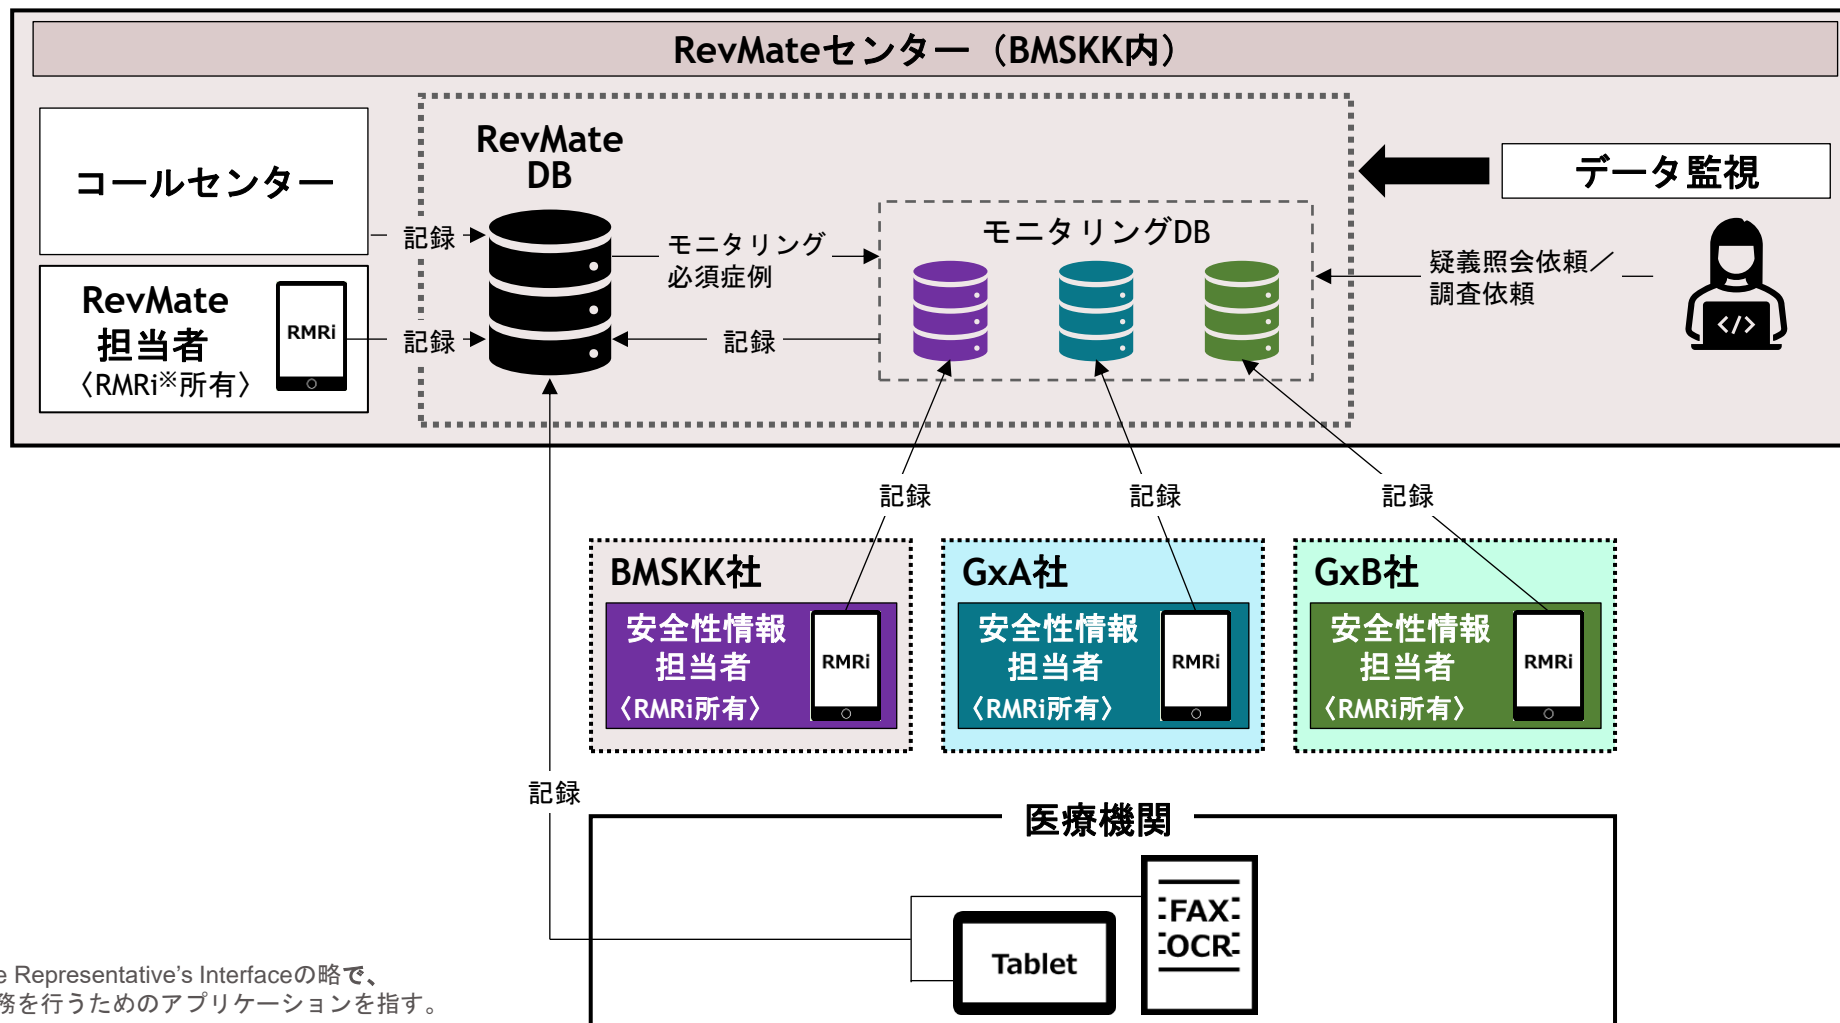 RevMateセンター（BMSKK内）
コールセンター
RevMate
担当者
〈RMRi※所有〉
RMRi
記録
記録
RevMate
DB
モニタリング
必須症例
記録
モニタリングDB
データ監視
疑義照会依頼／
調査依頼
</>
記録
記録
記録
BMSKK社
安全性情報
担当者
〈RMRi所有〉
RMRi
GxA社
安全性情報
担当者
〈RMRi所有〉
RMRi
GxB社
安全性情報
担当者
〈RMRi所有〉
RMRi
記録
医療機関
Tablet
FAX
OCR
e Representative’s Interfaceの略で、
務を行うためのアプリケーションを指す。